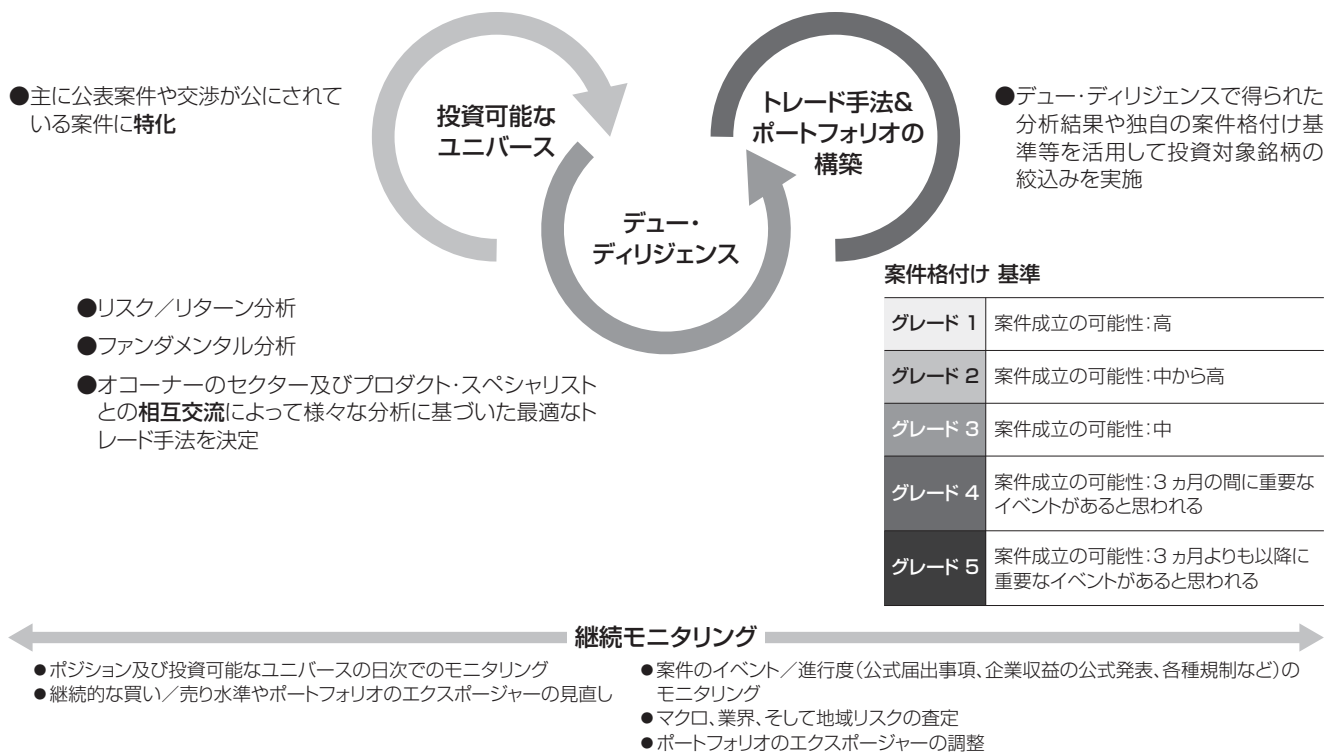 ●主に公表案件や交渉が公にされて
いる案件に特化
投資可能な
ユニバース
トレード手法&
ポートフォリオの
構築
●デュー・ディリジェンスで得られた
分析結果や独自の案件格付け基
準等を活用して投資対象銘柄の
絞込みを実施
デュー・
ディリジェンス
●リスク／リターン分析
●ファンダメンタル分析
●オコーナーのセクター及びプロダクト・スペシャリスト
との相互交流によって様々な分析に基づいた最適なト
レード手法を決定
案件格付け 基準
グレード 1 案件成立の可能性：高
グレード 2 案件成立の可能性：中から高
グレード 3 案件成立の可能性：中
グレード 4 案件成立の可能性：3 ヵ月の間に重要な
イベントがあると思われる
グレード 5 案件成立の可能性：3 ヵ月よりも以降に
重要なイベントがあると思われる
継続モニタリング
●ポジション及び投資可能なユニバースの日次でのモニタリング
●継続的な買い／売り水準やポートフォリオのエクスポージャーの見直し
●案件のイベント／進行度（公式届出事項、企業収益の公式発表、各種規制など）の
モニタリング
●マクロ、業界、そして地域リスクの査定
●ポートフォリオのエクスポージャーの調整